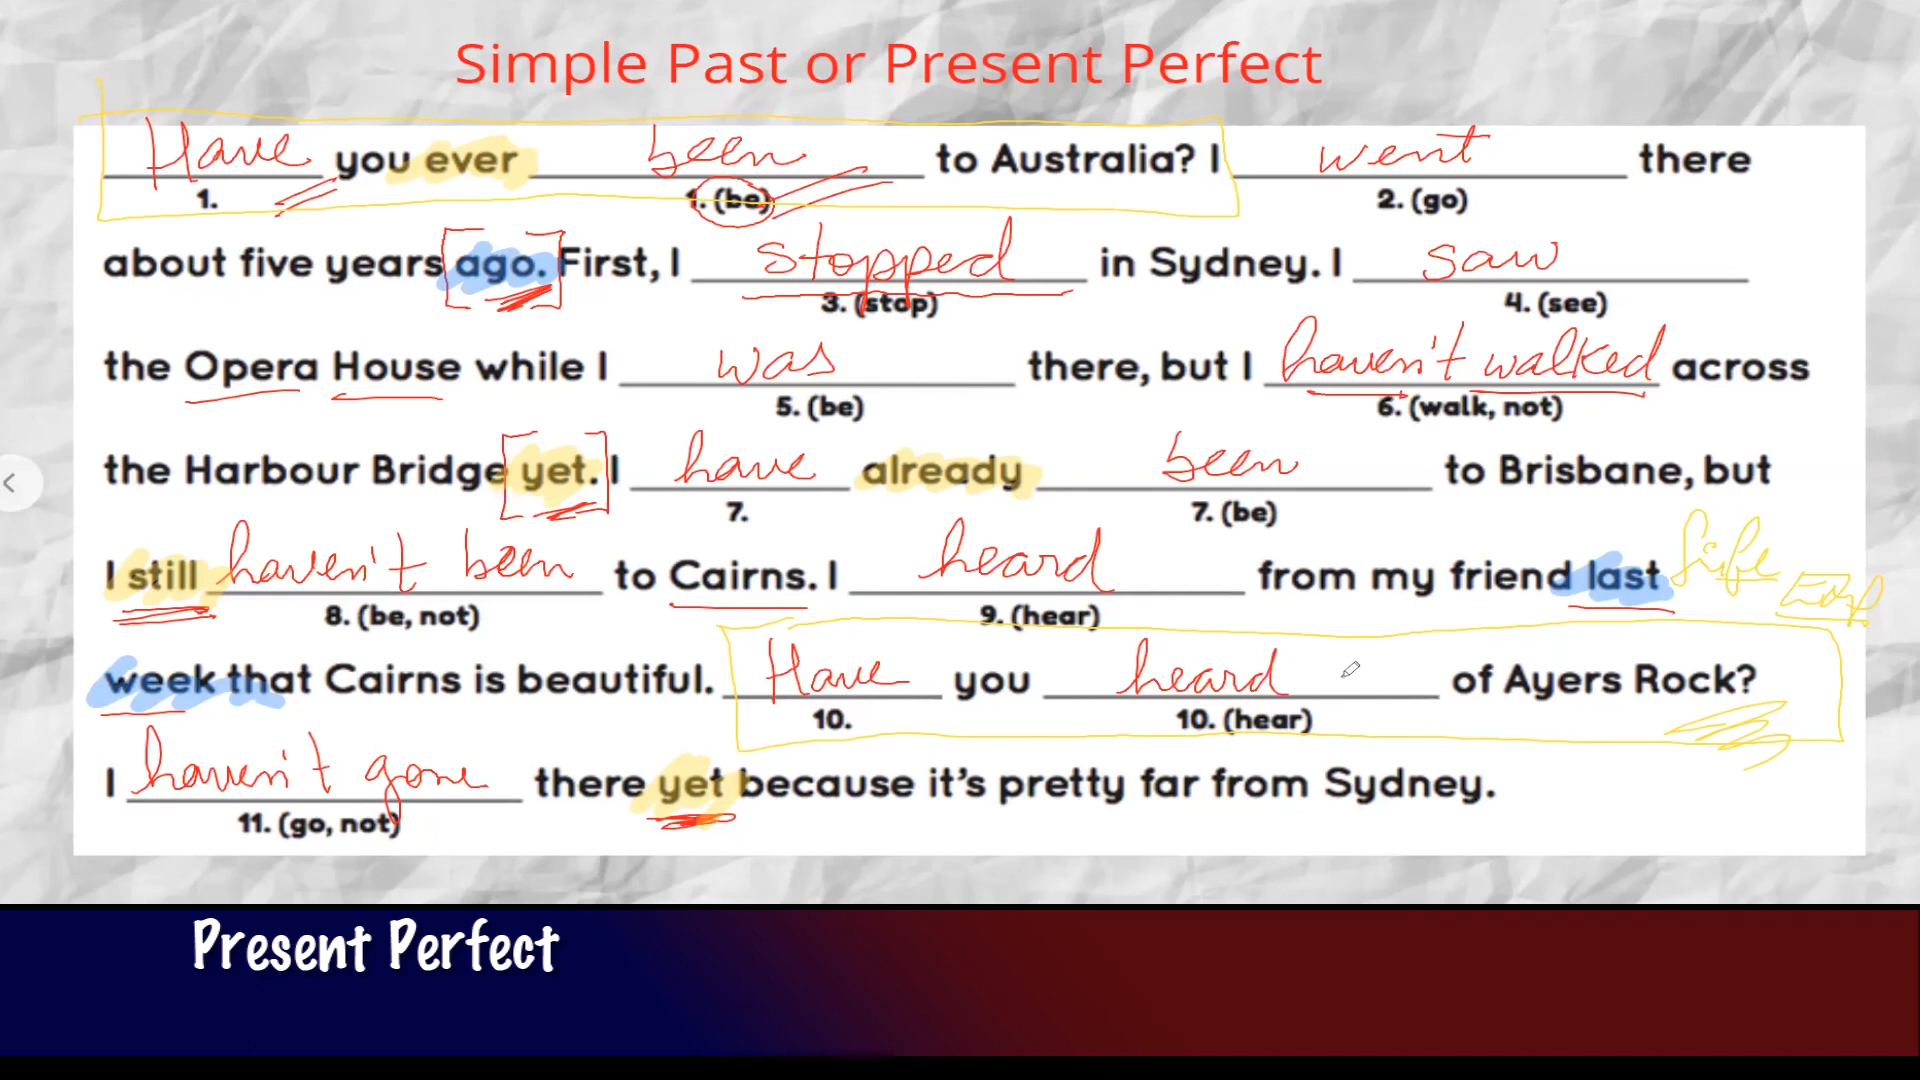 Simple Past or Present Perfect
Have you ever been to Australia? I went there
1. 1. (be) 2. (go)
about five years ago. First, I stopped in Sydney. I saw
3. (stop) 4. (see)
the Opera House while I was there, but I haven't walked across
5. (be) 6. (walk, not)
the Harbour Bridge yet. I have already been to Brisbane, but
7. 7. (be)
I still haven't been to Cairns. I heard from my friend last Life
8. (be, not) 9. (hear)
week that Cairns is beautiful. Have you heard of Ayers Rock?
10. 10. (hear)
I haven't gone there yet because it's pretty far from Sydney.
11. (go, not)
Present Perfect